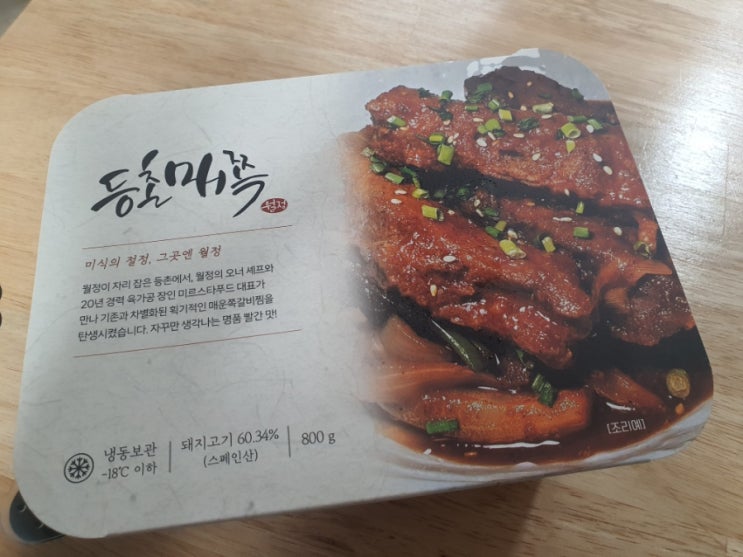 등촌매쪽
월정
미식의 절정, 그곳엔 월정
월정이 자리 잡은 등촌에서, 월정의 오너 셰프와
20년 경력 육가공 장인 미르스타푸드 대표가
만나 기존과 차별화된 획기적인 매운쪽갈비찜을
탄생시켰습니다. 자꾸만 생각나는 명품 빨간 맛!
냉동보관
-18℃ 이하
돼지고기 60.34%
(스페인산)
800 g
[조리예]